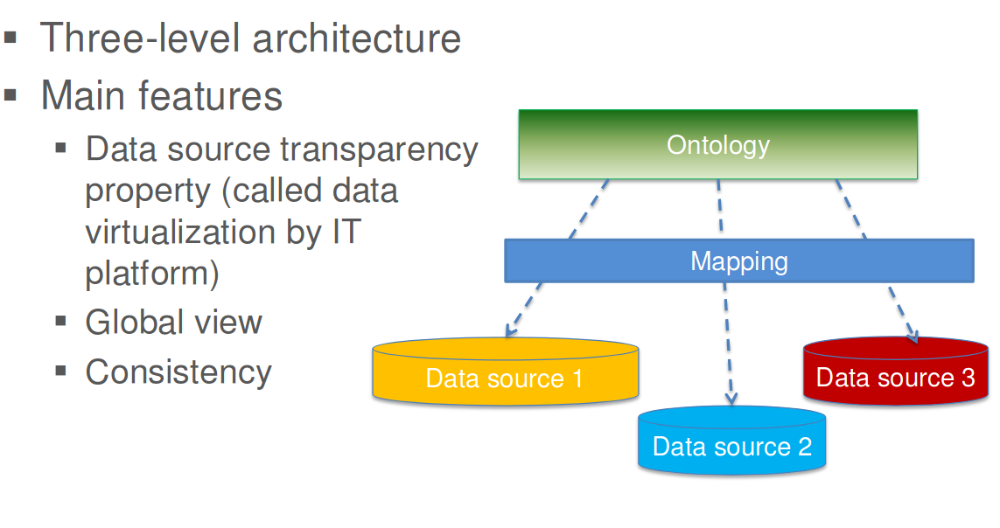 Three-level architecture
Main features
Data source transparency
property (called data
virtualization by IT
platform)
Global view
Consistency
Ontology
Mapping
Data source 1
Data source 2
Data source 3